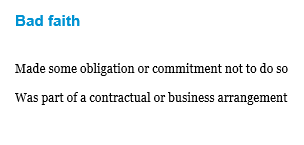 Bad faith
Made some obligation or commitment not to do so
Was part of a contractual or business arrangement